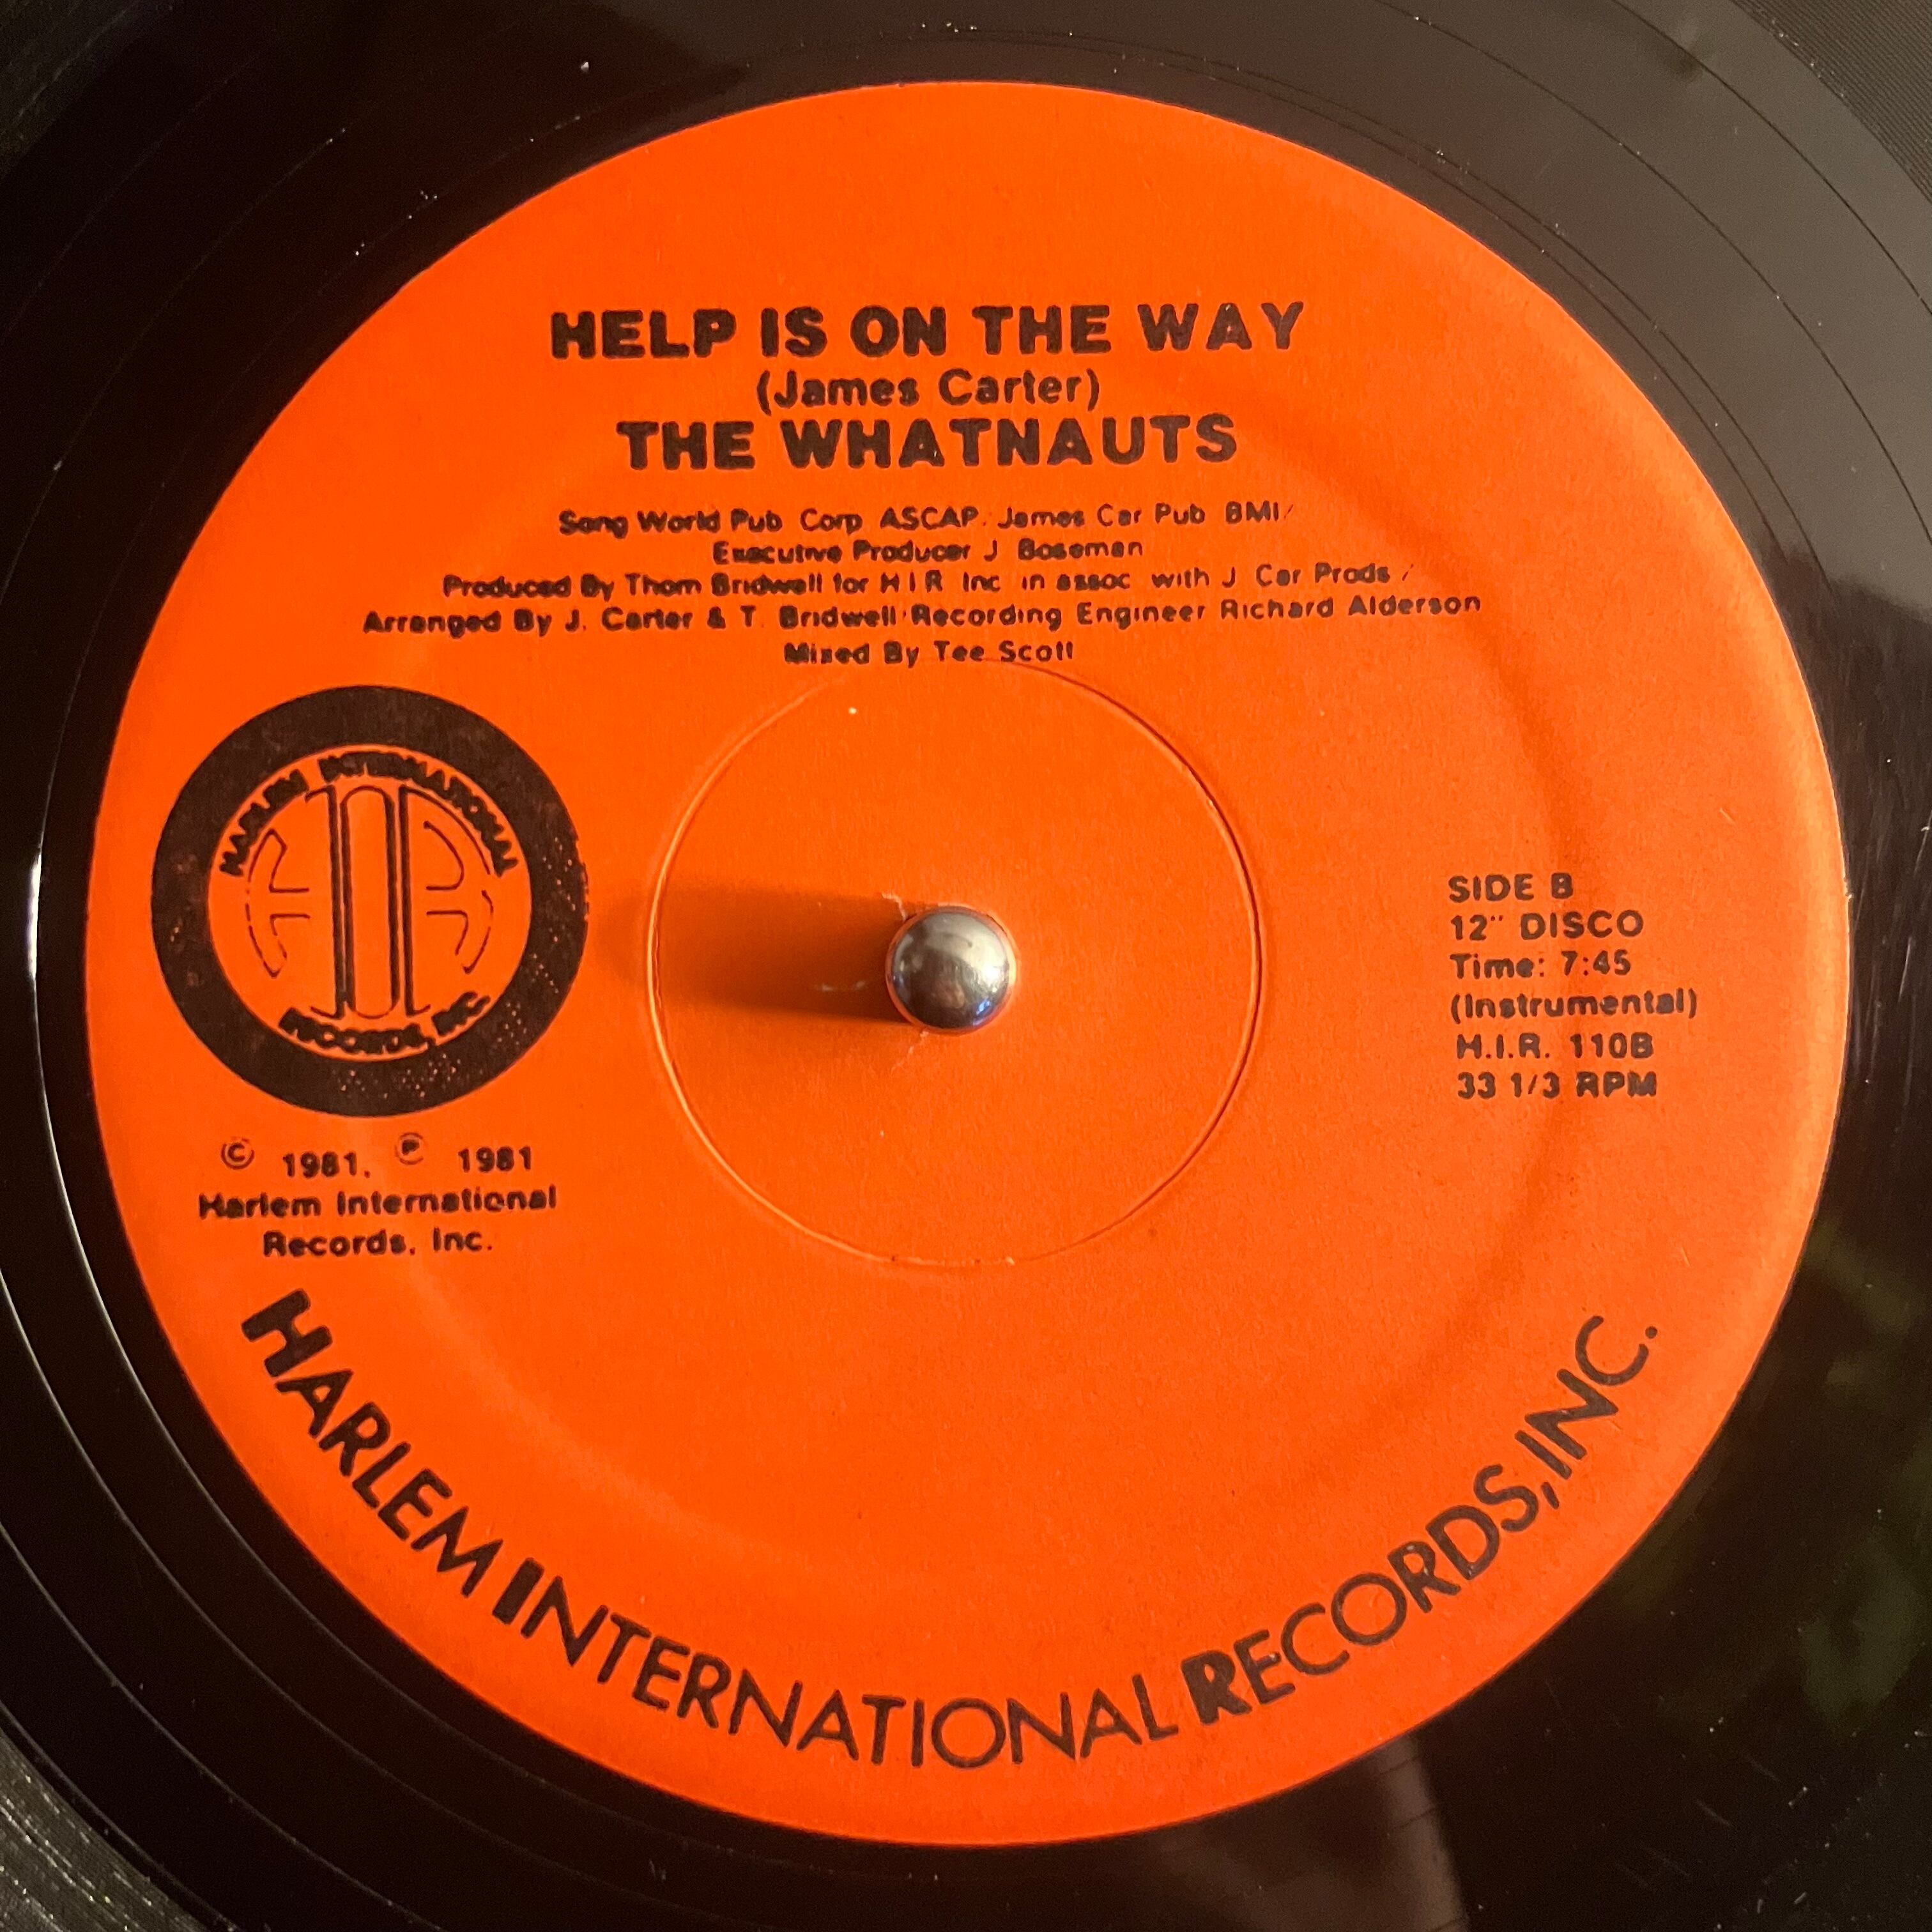 HELP IS ON THE WAY
(James Carter)
THE WHATNAUTS
Song World Pub Corp ASCAP. James Car Pub BMI/
Executive Producer J Boseman
Produced By Thom Bridwell for H I R Inc in assoc with J Car Prods /
Arranged By J. Carter & T. Bridwell/Recording Engineer Richard Alderson
Mixed By Tee Scott
HARLEM INTERNATIONAL
RECORDS, INC.
SIDE B
12" DISCO
Time: 7:45
(Instrumental)
H.I.R. 110B
33 1/3 RPM
© 1981. ℗ 1981
Harlem International
Records, Inc.
HARLEM INTERNATIONAL RECORDS, INC.